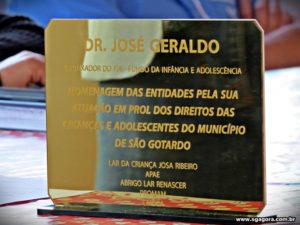 DR. JOSÉ GERALDO
FUNDO DA INFÂNCIA E ADOLESCÊNCIA
HOMENAGEM DAS ENTIDADES PELA SUA
ATUAÇÃO EM PROL DOS DIREITOS DAS
CRIANÇAS E ADOLESCENTES DO MUNICÍPIO
DE SÃO GOTARDO
LAR DA CRIANÇA JOSA RIBEIRO
APAE
ABRIGO LAR RENASCER
PROMAM
www.sgagora.com.br